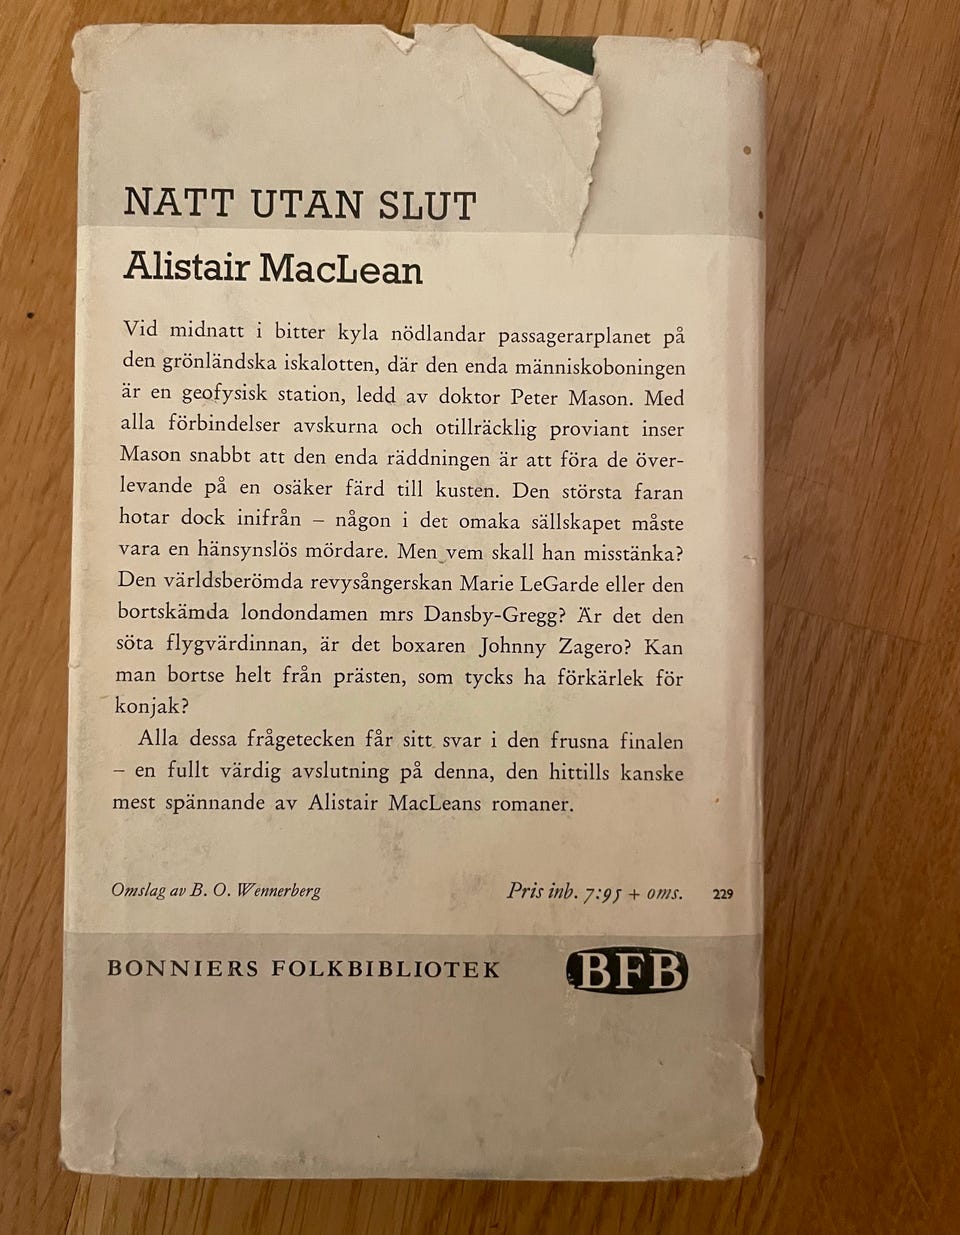 NATT UTAN SLUT
Alistair MacLean
Vid midnatt i bitter kyla nödlandar passagerarplanet på
den grönländska iskalotten, där den enda människoboningen
är en geofysisk station, ledd av doktor Peter Mason. Med
alla förbindelser avskurna och otillräcklig proviant inser
Mason snabbt att den enda räddningen är att föra de över-
levande på en osäker färd till kusten. Den största faran
hotar dock inifrån – någon i det omaka sällskapet måste
vara en hänsynslös mördare. Men vem skall han misstänka?
Den världsberömda revysångerskan Marie LeGarde eller den
bortskämda londondamen mrs Dansby-Gregg? Är det den
söta flygvärdinnan, är det boxaren Johnny Zagero? Kan
man bortse helt från prästen, som tycks ha förkärlek för
konjak?
Alla dessa frågetecken får sitt svar i den frusna finalen
– en fullt värdig avslutning på denna, den hittills kanske
mest spännande av Alistair MacLeans romaner.
Omslag av B. O. Wennerberg Pris inb. 7:95 + oms. 229
BONNIERS FOLKBIBLIOTEK BFB